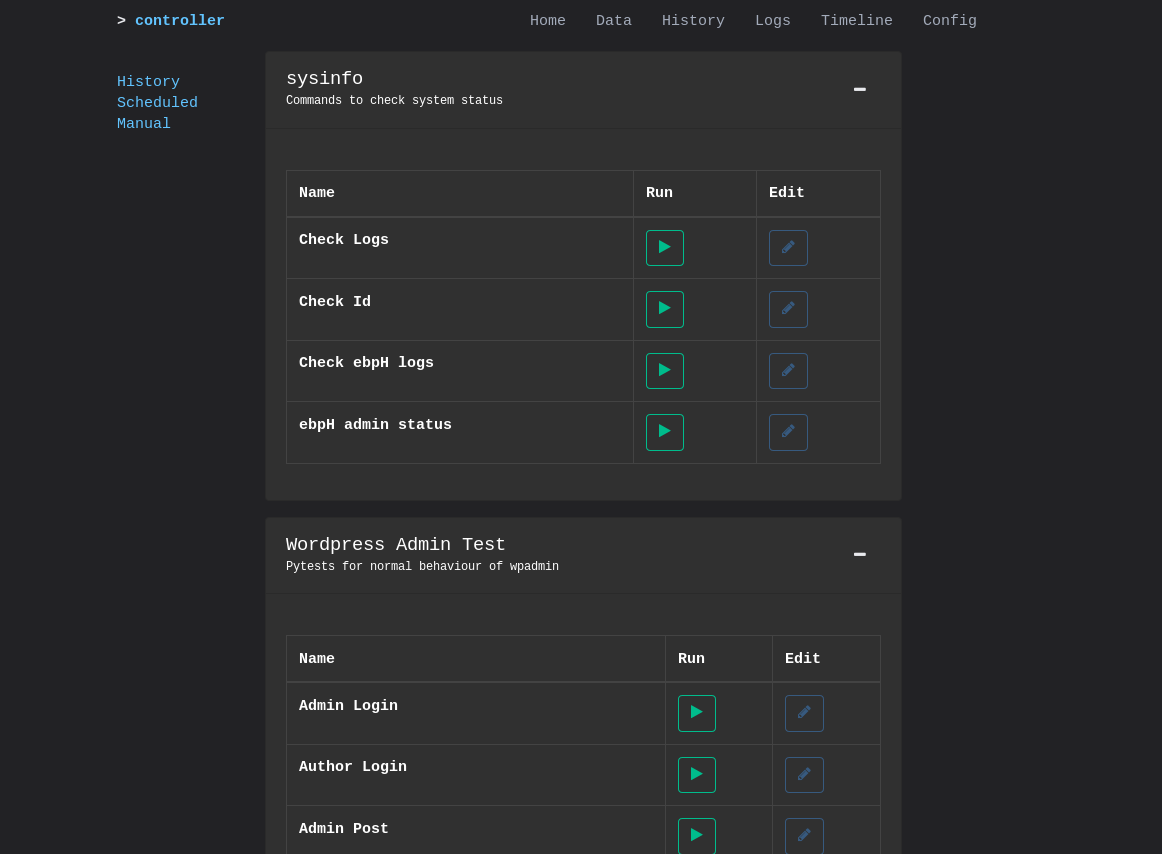 > controller
Home Data History Logs Timeline Config
History
Scheduled
Manual
sysinfo
Commands to check system status
Name Run Edit
Check Logs
Check Id
Check ebpH logs
ebpH admin status
Wordpress Admin Test
Pytests for normal behaviour of wpadmin
Name Run Edit
Admin Login
Author Login
Admin Post